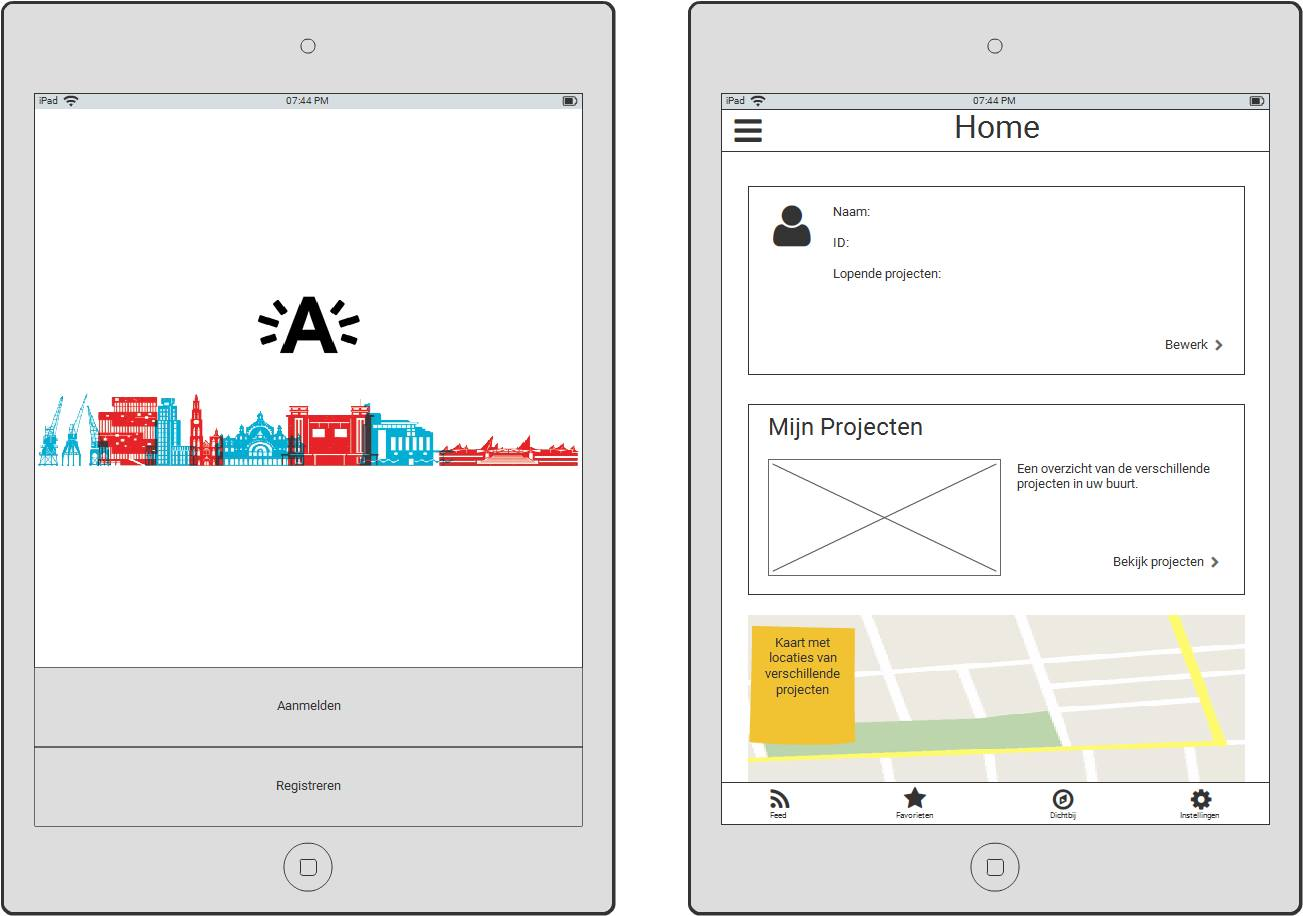 iPad 07:44 PM
A
Aanmelden
Registreren
iPad 07:44 PM
Home
Naam:
ID:
Lopende projecten:
Bewerk
Mijn Projecten
Een overzicht van de verschillende
projecten in uw buurt.
Bekijk projecten
Kaart met
locaties van
verschillende
projecten
Feed Favorieten Dichtbij Instellingen